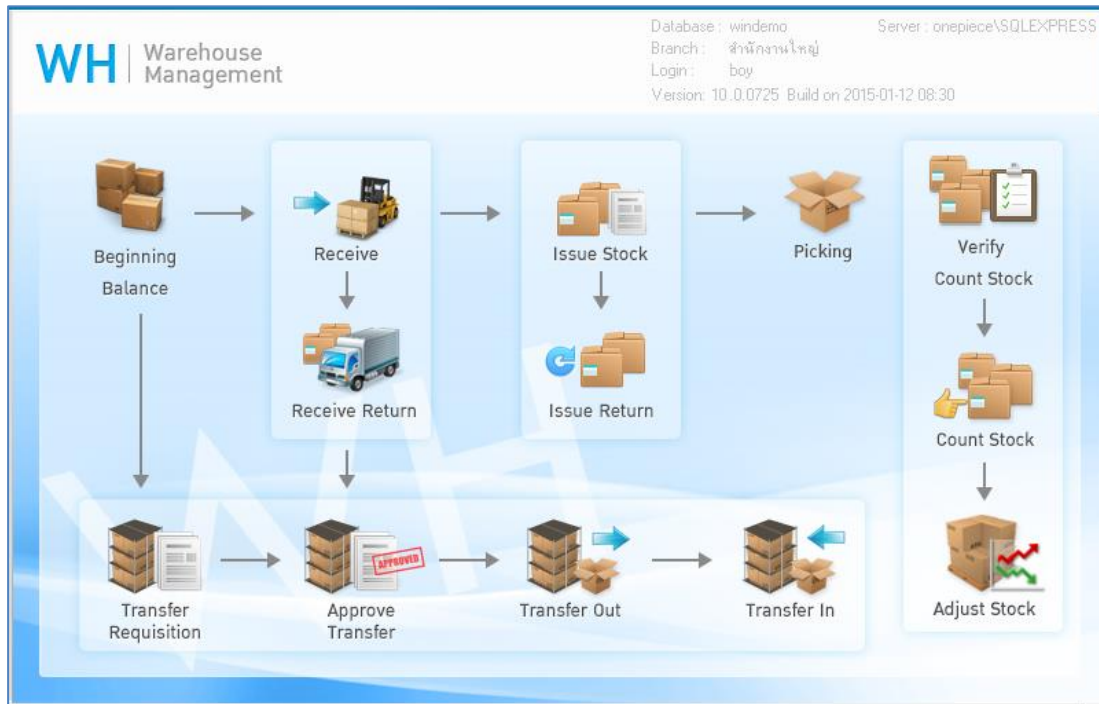 WH Warehouse Management
Database : windemo Server : onepiece\SQLEXPRESS
Branch : สำนักงานใหญ่
Login : boy
Version: 10.0.0725 Build on 2015-01-12 08:30
Beginning
Balance
Receive
Issue Stock
Picking
Verify
Count Stock
Receive Return
Issue Return
Count Stock
Transfer
Requisition
APPROVED
Approve
Transfer
Transfer Out
Transfer In
Adjust Stock
WH